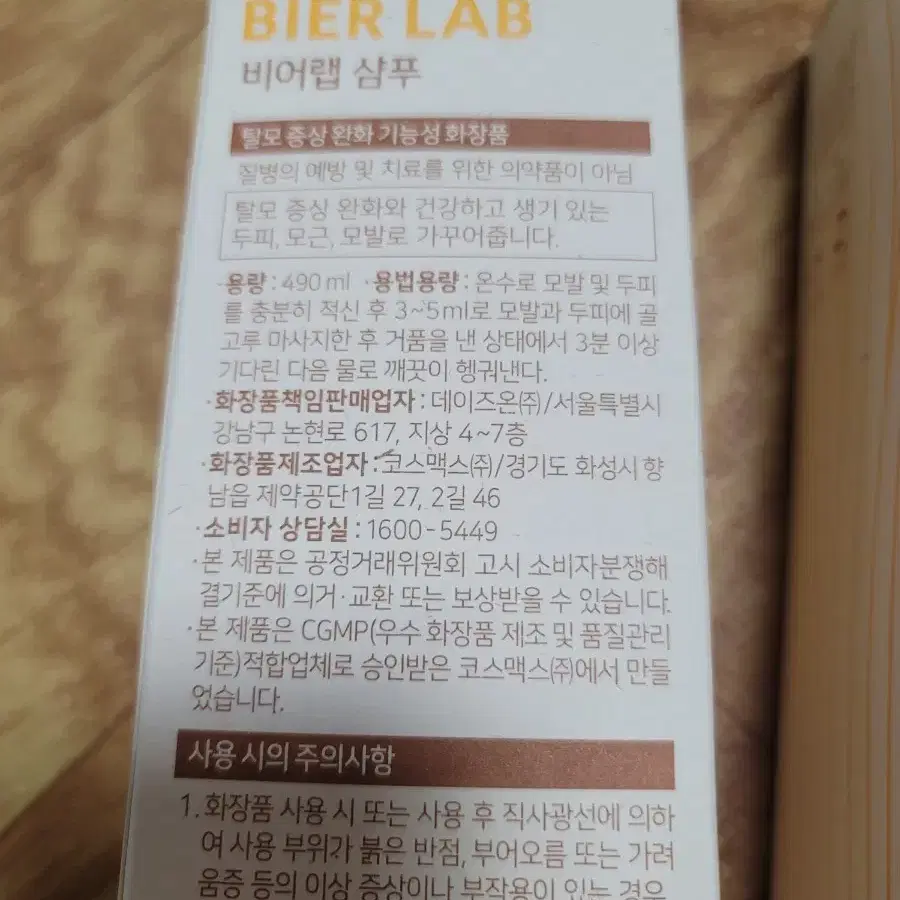 BIER LAB
비어랩 샴푸
탈모 증상 완화 기능성 화장품
질병의 예방 및 치료를 위한 의약품이 아님
탈모 증상 완화와 건강하고 생기 있는
두피, 모근, 모발로 가꾸어줍니다.
·용량 : 490 ml ·용법용량 : 온수로 모발 및 두피
를 충분히 적신 후 3~5ml로 모발과 두피에 골
고루 마사지한 후 거품을 낸 상태에서 3분 이상
기다린 다음 물로 깨끗이 헹궈낸다.
·화장품책임판매업자 : 데이즈온㈜/서울특별시
강남구 논현로 617, 지상 4~7층
·화장품제조업자 : 코스맥스㈜/경기도 화성시 향
남읍 제약공단1길 27, 2길 46
·소비자 상담실 : 1600-5449
·본 제품은 공정거래위원회 고시 소비자분쟁해
결기준에 의거·교환 또는 보상받을 수 있습니다.
·본 제품은 CGMP(우수 화장품 제조 및 품질관리
기준)적합업체로 승인받은 코스맥스㈜에서 만들
었습니다.
사용 시의 주의사항
1. 화장품 사용 시 또는 사용 후 직사광선에 의하
여 사용 부위가 붉은 반점, 부어오름 또는 가려
움증 등의 이상 증상이나 부작용이 있는 경우